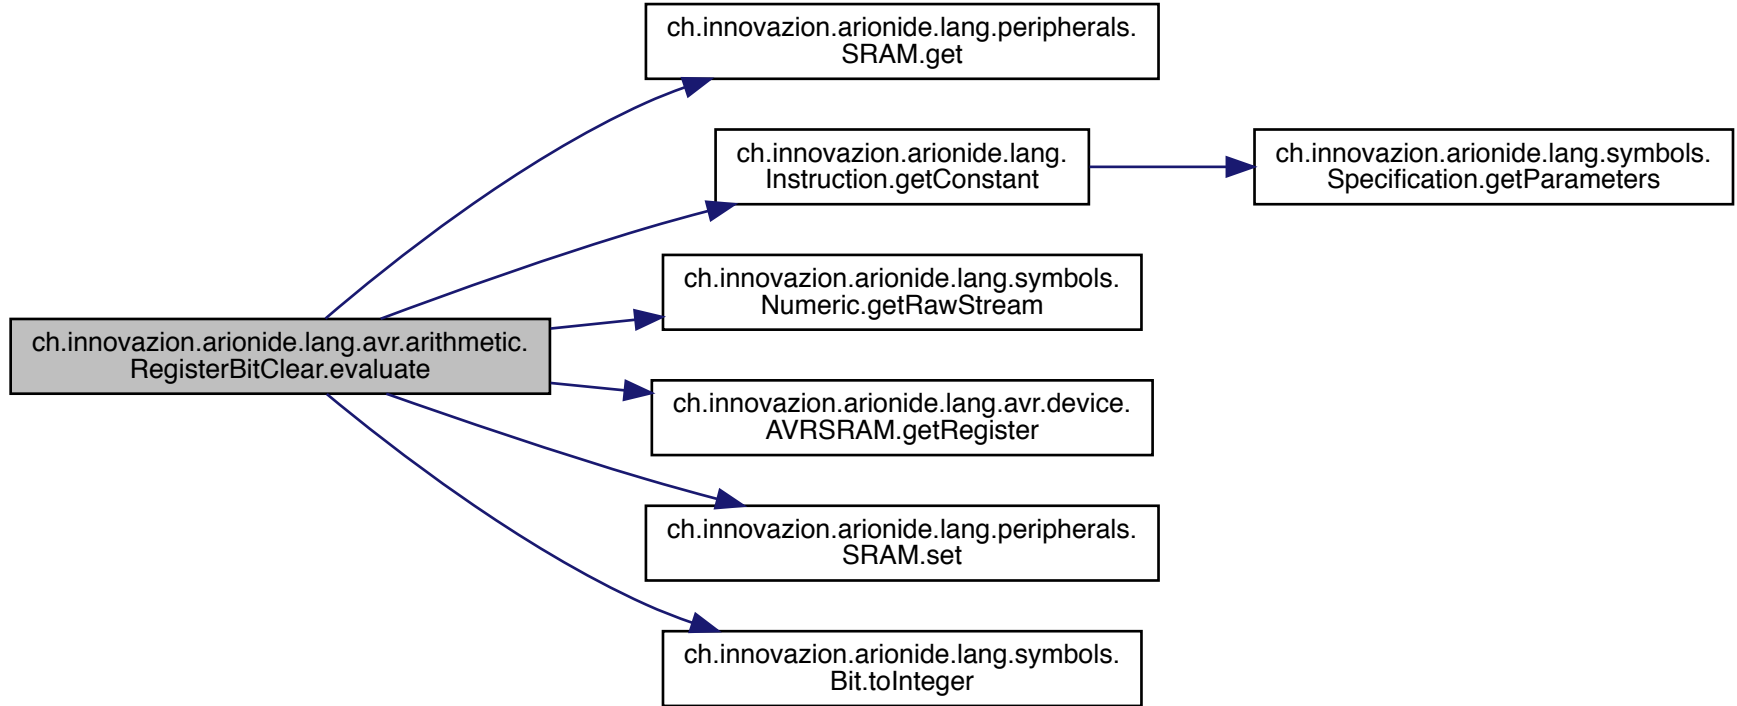 ch.innovazion.arionide.lang.peripherals.
SRAM.get
ch.innovazion.arionide.lang.
Instruction.getConstant
ch.innovazion.arionide.lang.symbols.
Specification.getParameters
ch.innovazion.arionide.lang.symbols.
Numeric.getRawStream
ch.innovazion.arionide.lang.avr.arithmetic.
RegisterBitClear.evaluate
ch.innovazion.arionide.lang.avr.device.
AVRSRAM.getRegister
ch.innovazion.arionide.lang.peripherals.
SRAM.set
ch.innovazion.arionide.lang.symbols.
Bit.toInteger